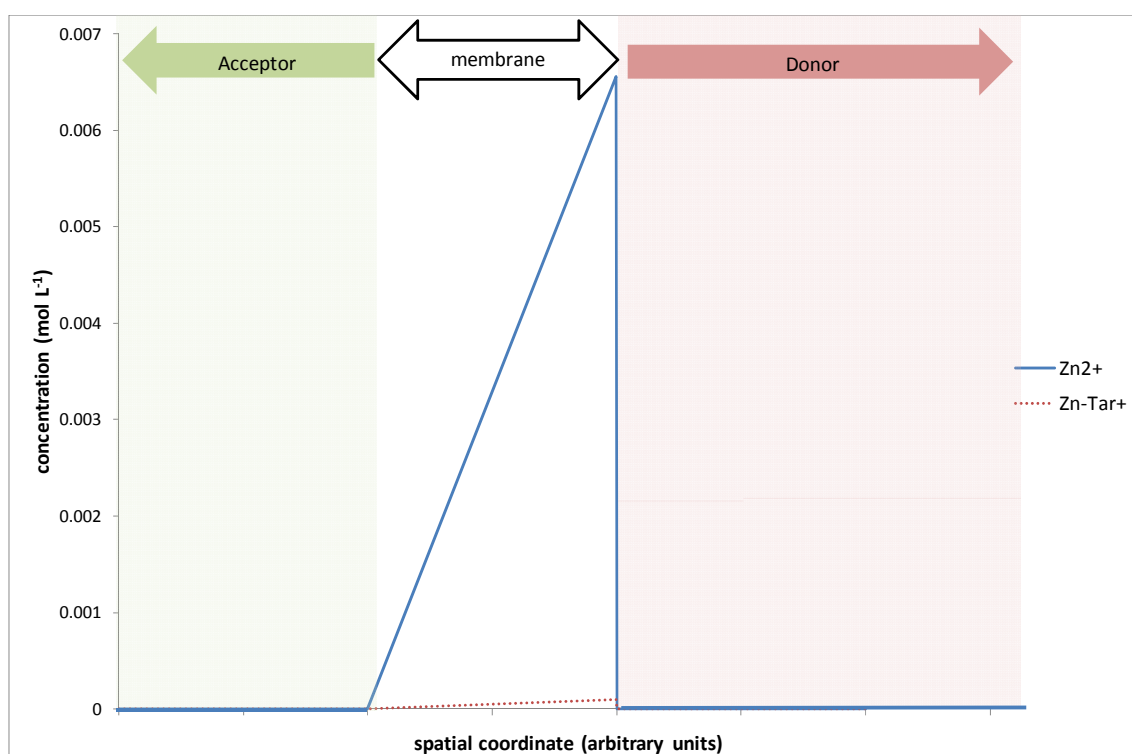 0.007
0.006
0.005
0.004
0.003
0.002
0.001
0
concentration (mol L⁻¹)
Acceptor
membrane
Donor
Zn2+
Zn-Tar+
spatial coordinate (arbitrary units)